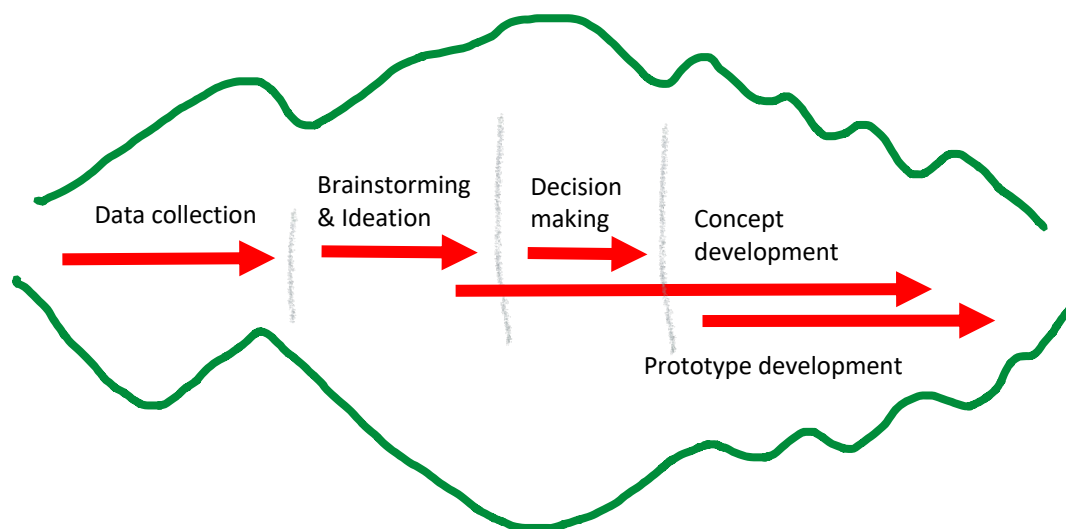 Data collection
Brainstorming
& Ideation
Decision
making
Concept
development
Prototype development